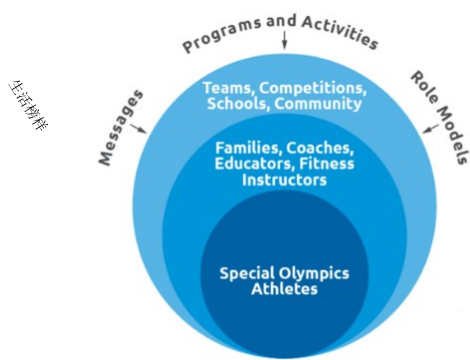 Programs and Activities
Messages
Role Models
生活榜样
Teams, Competitions,
Schools, Community
Families, Coaches,
Educators, Fitness
Instructors
Special Olympics
Athletes